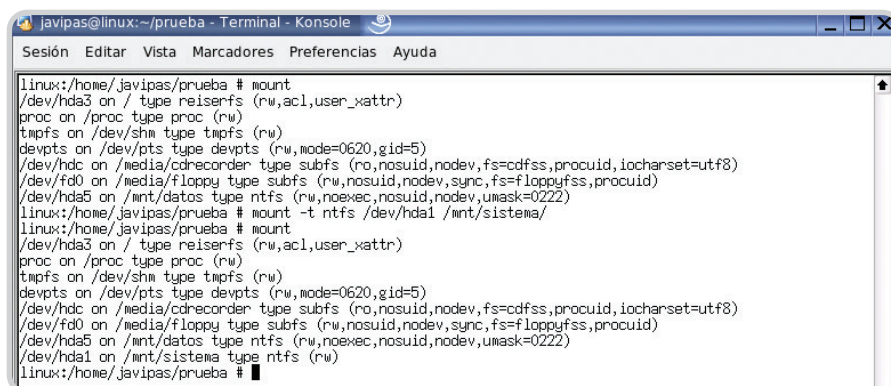 javipas@linux:~/prueba - Terminal - Konsole
Sesión Editar Vista Marcadores Preferencias Ayuda
linux:/home/javipas/prueba # mount
/dev/hda3 on / type reiserfs (rw,acl,user_xattr)
proc on /proc type proc (rw)
tmpfs on /dev/shm type tmpfs (rw)
devpts on /dev/pts type devpts (rw,mode=0620,gid=5)
/dev/hdc on /media/cdrecorder type subfs (ro,nosuid,nodev,fs=cdfss,procuid,iocharset=utf8)
/dev/fd0 on /media/floppy type subfs (rw,nosuid,nodev,sync,fs=floppyfss,procuid)
/dev/hda5 on /mnt/datos type ntfs (rw,noexec,nosuid,nodev,umask=0222)
linux:/home/javipas/prueba # mount -t ntfs /dev/hda1 /mnt/sistema/
linux:/home/javipas/prueba # mount
/dev/hda3 on / type reiserfs (rw,acl,user_xattr)
proc on /proc type proc (rw)
tmpfs on /dev/shm type tmpfs (rw)
devpts on /dev/pts type devpts (rw,mode=0620,gid=5)
/dev/hdc on /media/cdrecorder type subfs (ro,nosuid,nodev,fs=cdfss,procuid,iocharset=utf8)
/dev/fd0 on /media/floppy type subfs (rw,nosuid,nodev,sync,fs=floppyfss,procuid)
/dev/hda5 on /mnt/datos type ntfs (rw,noexec,nosuid,nodev,umask=0222)
/dev/hda1 on /mnt/sistema type ntfs (rw)
linux:/home/javipas/prueba #